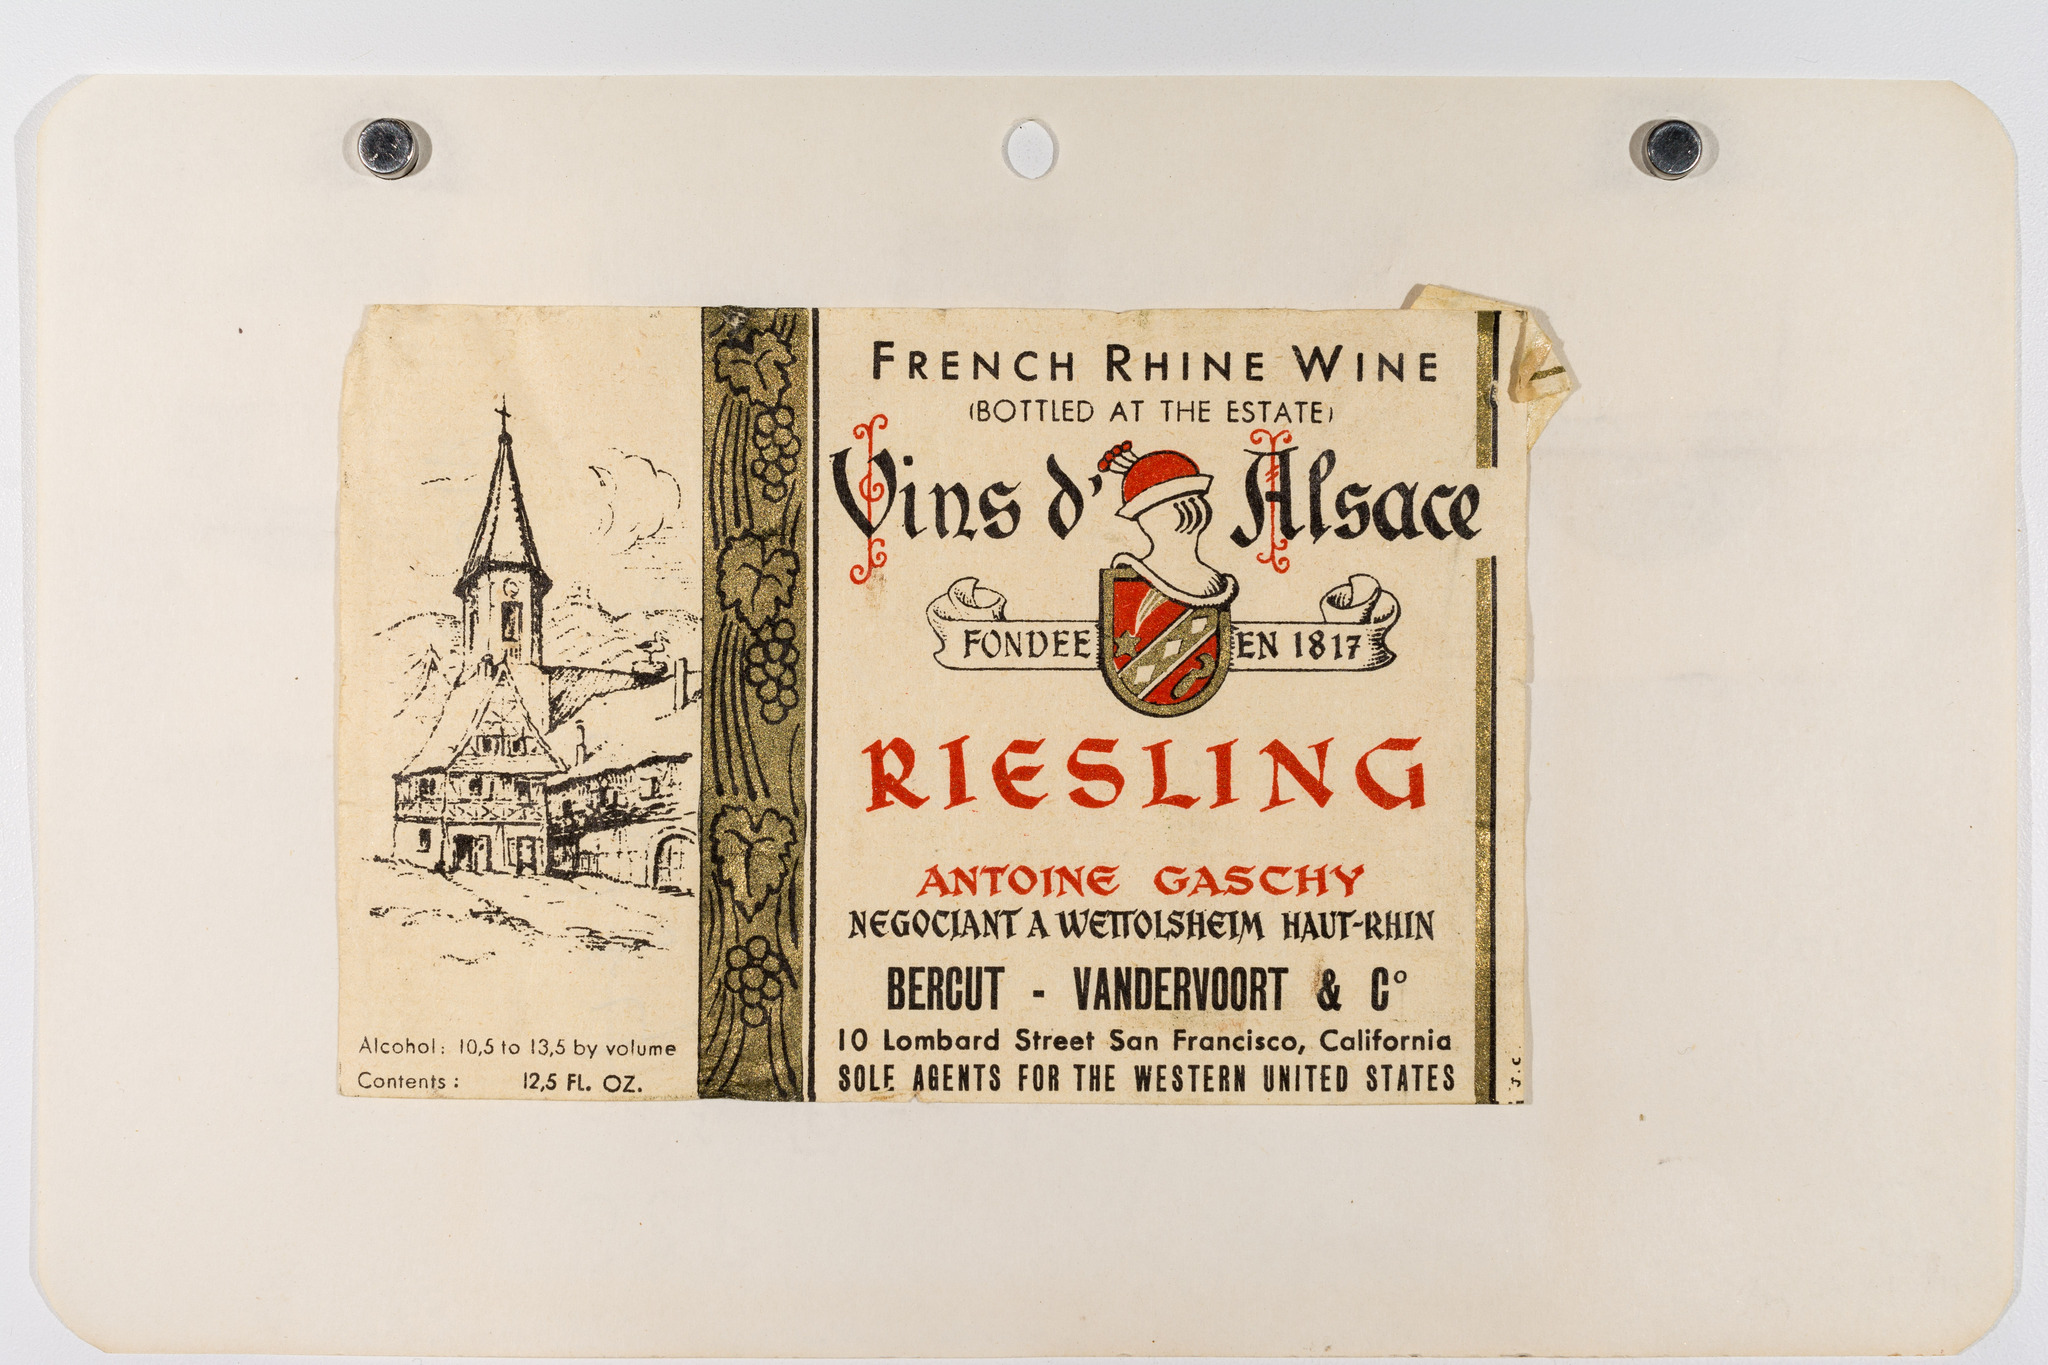 FRENCH RHINE WINE
(BOTTLED AT THE ESTATE)
Vins d' Alsace
FONDEE EN 1817
RIESLING
ANTOINE GASCHY
NEGOCIANT A WETTOLSHEIM HAUT-RHIN
BERCUT - VANDERVOORT & Cº
10 Lombard Street San Francisco, California
SOLE AGENTS FOR THE WESTERN UNITED STATES
Alcohol: 10,5 to 13,5 by volume
Contents: 12,5 FL. OZ.